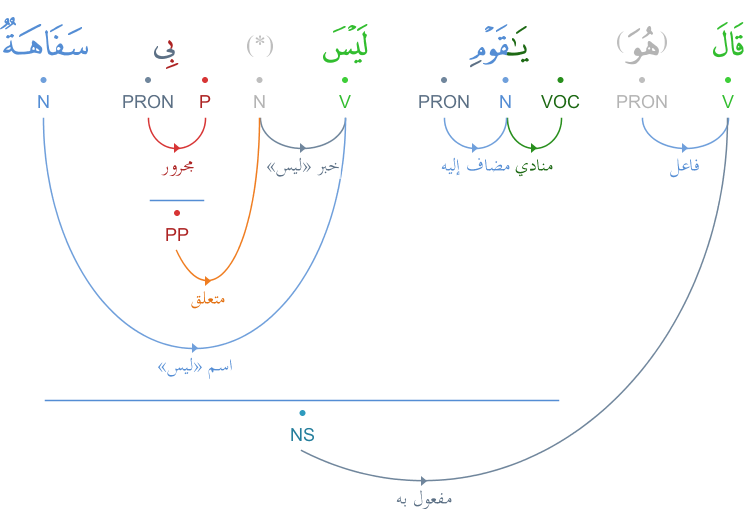 قَالَ (هُوَ) يَـٰقَوْمِ لَيْسَ (*) بِى سَفَاهَةٌ
V PRON VOC N PRON V N P PRON N
فاعل منادي مضاف إليه خبر «ليس» مجرور
PP
متعلق
اسم «ليس»
NS
مفعول به